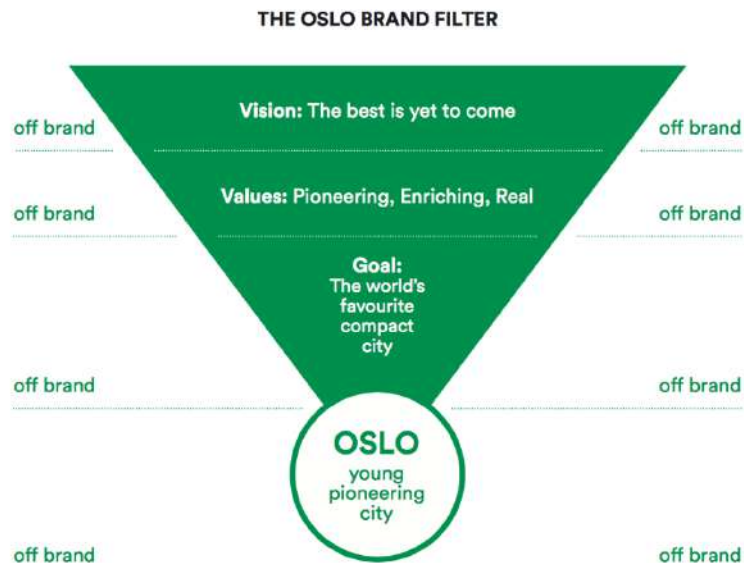 THE OSLO BRAND FILTER
Vision: The best is yet to come
off brand
off brand
Values: Pioneering, Enriching, Real
off brand
off brand
Goal:
The world's
favourite
compact
city
off brand
off brand
OSLO
young
pioneering
city
off brand
off brand